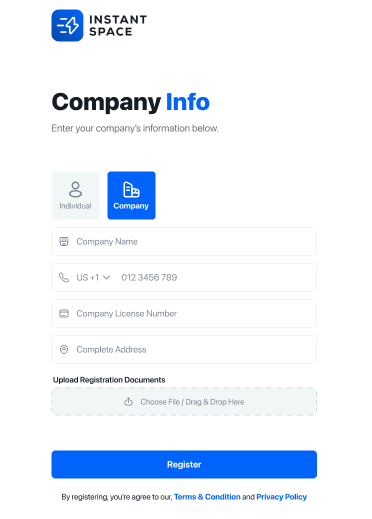 INSTANT
SPACE
Company Info
Enter your company's information below.
Individual
Company
Company Name
US +1 012 3456 789
Company License Number
Complete Address
Upload Registration Documents
Choose File / Drag & Drop Here
Register
By registering, you're agree to our, Terms & Condition and Privacy Policy